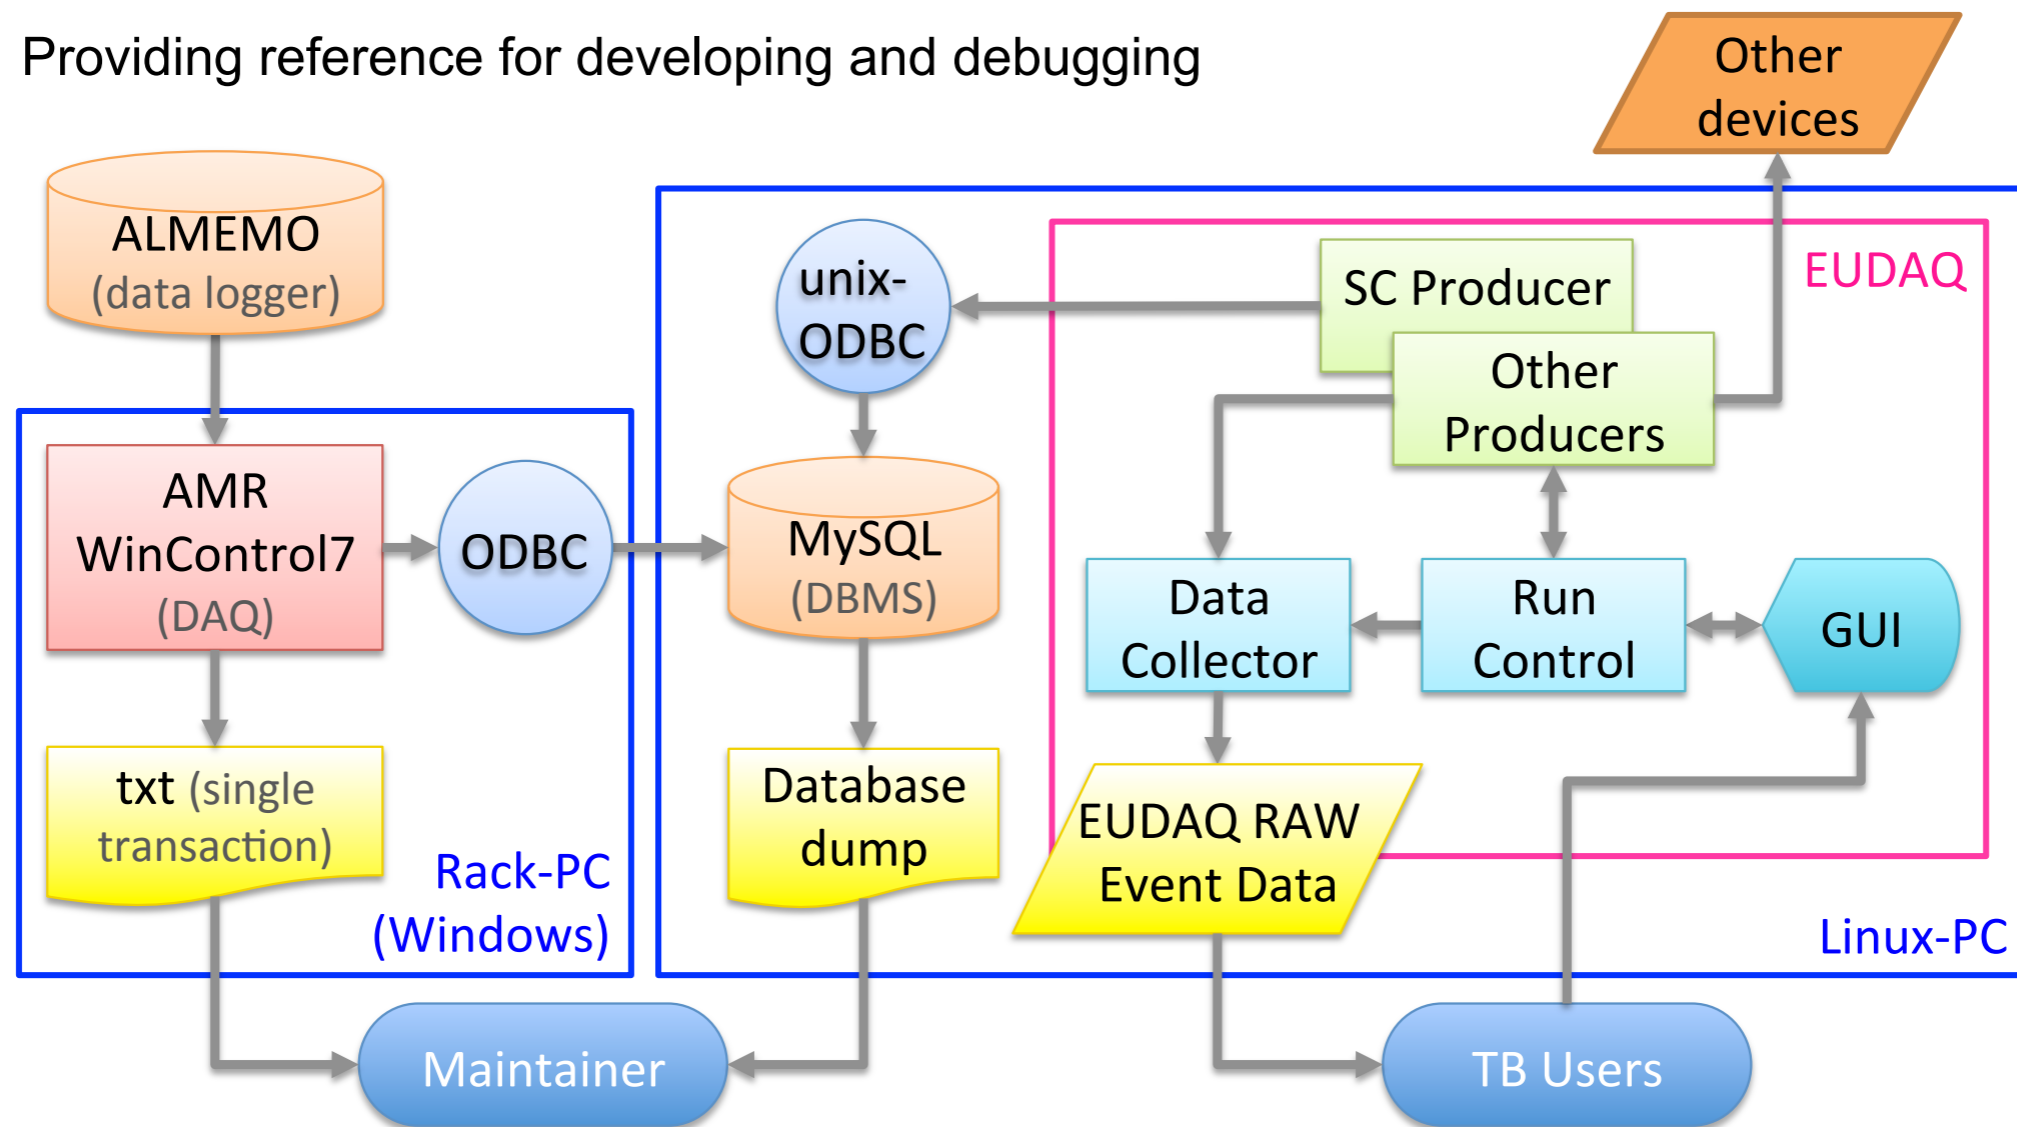 Providing reference for developing and debugging
Other
devices
ALMEMO
(data logger)
unix-
ODBC
SC Producer
EUDAQ
Other
Producers
AMR
WinControl7
(DAQ)
ODBC
MySQL
(DBMS)
Data
Collector
Run
Control
GUI
txt (single
transaction)
Database
dump
EUDAQ RAW
Event Data
Rack-PC
(Windows)
Linux-PC
Maintainer
TB Users